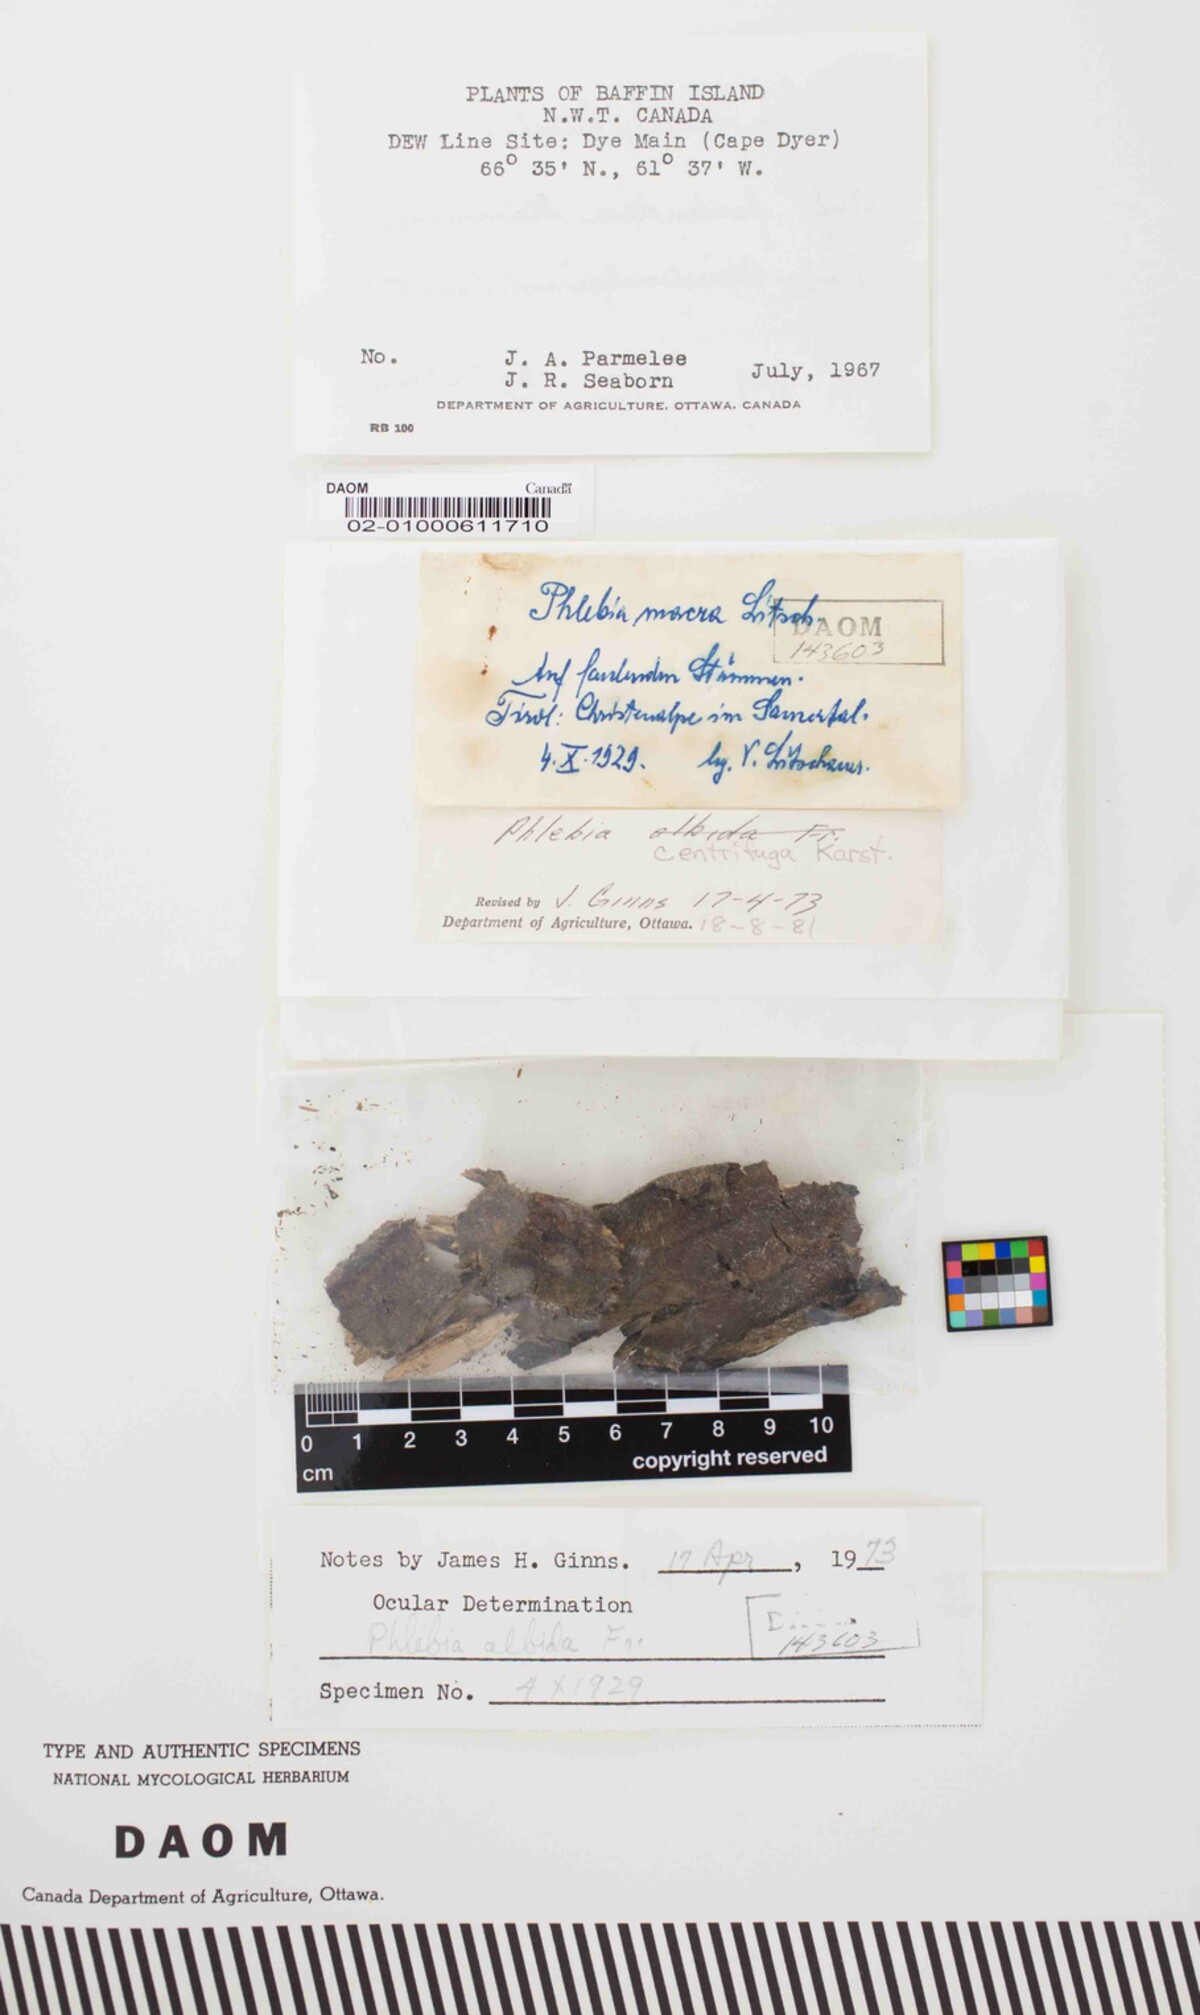 PLANTS OF BAFFIN ISLAND
N.W.T. CANADA
DEW Line Site: Dye Main (Cape Dyer)
66° 35' N., 61° 37' W.
No.
J. A. Parmelee
J. R. Seaborn
July, 1967
DEPARTMENT OF AGRICULTURE, OTTAWA, CANADA
RB 100
DAOM Canada
02-01000611710
Phlebia macra Litsch.
DAOM
143603
Auf faulenden Stämmen.
Tirol: Christenalpe im Samertal.
4.X.1929. lg. V. Litschauer.
Phlebia albida Fr.
centrifuga Karst.
Revised by J. Ginns 17-4-73
Department of Agriculture, Ottawa. 18-8-81
0 1 2 3 4 5 6 7 8 9 10
cm copyright reserved
Notes by James H. Ginns. 17 Apr, 1973
Ocular Determination
Phlebia albida Fr.
143603
Specimen No. 4 X 1929
TYPE AND AUTHENTIC SPECIMENS
NATIONAL MYCOLOGICAL HERBARIUM
DAOM
Canada Department of Agriculture, Ottawa.